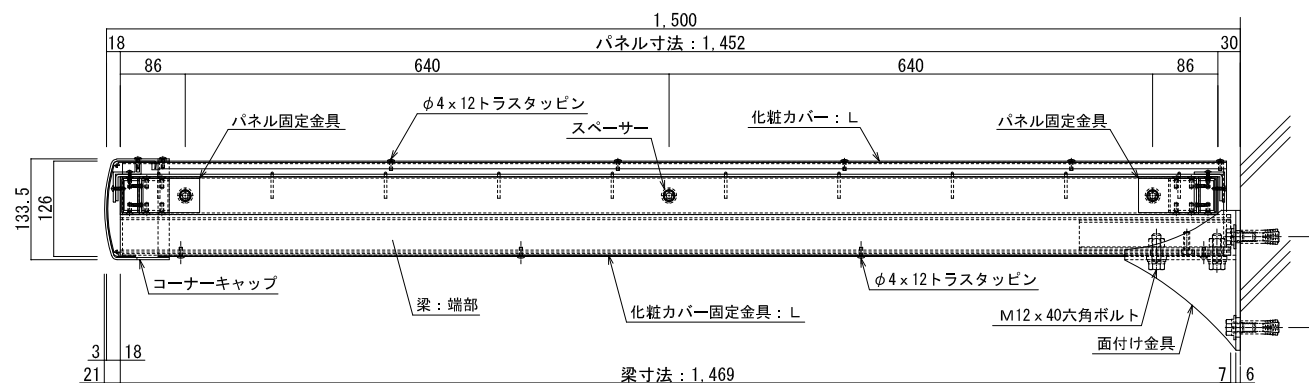 1,500
18
パネル寸法：1,452
30
86
640
640
86
φ4×12トラスタッピン
パネル固定金具
スペーサー
化粧カバー：L
パネル固定金具
133.5
126
コーナーキャップ
梁：端部
化粧カバー固定金具：L
φ4×12トラスタッピン
M12×40六角ボルト
面付け金具
3
18
21
梁寸法：1,469
7
6